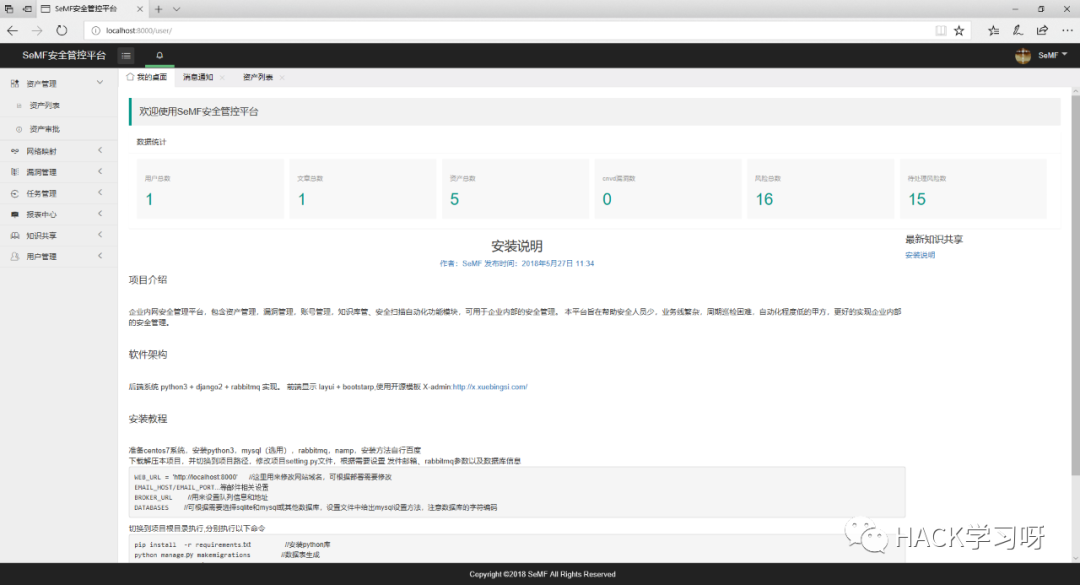 SeMF安全管控平台
localhost:8000/user/
SeMF安全管控平台
SeMF
资产管理
资产列表
资产审批
网络映射
漏洞管理
任务管理
报表中心
知识共享
用户管理
我的桌面 消息通知 资产列表
欢迎使用SeMF安全管控平台
数据统计
用户总数 文章总数 资产总数 cnvd漏洞数 风险总数 待处理风险数
1 1 5 0 16 15
安装说明
作者：SeMF 发布时间：2018年5月27日 11:34
最新知识共享
安装说明
项目介绍
企业内网安全管理平台，包含资产管理，漏洞管理，账号管理，知识库管、安全扫描自动化功能模块，可用于企业内部的安全管理。 本平台旨在帮助安全人员少，业务线繁杂，周期巡检困难，自动化程度低的甲方，更好的实现企业内部
的安全管理。
软件架构
后端系统 python3 + django2 + rabbitmq 实现。 前端显示 layui + bootstarp,使用开源模板 X-admin http://x.xuebingsi.com/
安装教程
准备centos7系统，安装python3，mysql（选用），rabbitmq，namp，安装方法自行百度
下载解压本项目，并切换到项目路径，修改项目setting.py文件，根据需要设置 发件邮箱、rabbitmq参数以及数据库信息
WEB_URL = 'http://localhost:8000' //这里用来修改网站域名，可根据部署需要修改
EMAIL_HOST/EMAIL_PORT…等邮件相关设置
BROKER_URL //用来设置队列信息和地址
DATABASES //可根据需要选择sqlite和mysql或其他数据库，设置文件中给出mysql设置方法，注意数据库的字符编码
切换到项目根目录执行,分别执行以下命令
pip install -r requirements.txt //安装python库
python manage.py makemigrations //数据表生成
HACK学习呀
Copyright ©2018 SeMF All Rights Reserved